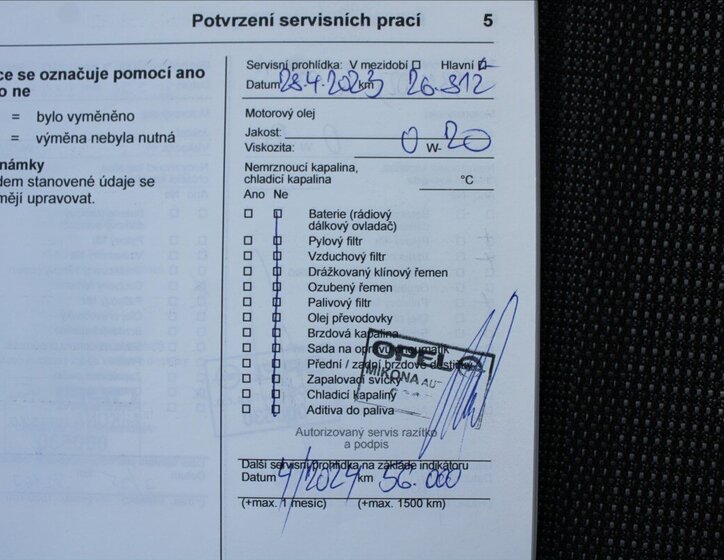 Potvrzení servisních prací 5
ce se označuje pomocí ano
o ne
= bylo vyměněno
= výměna nebyla nutná
námky
dem stanovené údaje se
mějí upravovat.
Servisní prohlídka: V mezidobí Hlavní
Datum 28.4.2023 km 26.312
Motorový olej
Jakost:
Viskozita: 0 W- 20
Nemrznoucí kapalina,
chladicí kapalina °C
Ano Ne
Baterie (rádiový
dálkový ovladač)
Pylový filtr
Vzduchový filtr
Drážkovaný klínový řemen
Ozubený řemen
Palivový filtr
Olej převodovky
Brzdová kapalina
Sada na opravu pneumatik
Přední / zadní brzdové destičky
Zapalovací svíčky
Chladicí kapaliny
Aditiva do paliva
OPEL
MIKONA AU
Autorizovaný servis razítko
a podpis
Další servisní prohlídka na základě indikátoru
Datum 4/2024 km 56.000
(+max. 1 měsíc) (+max. 1500 km)